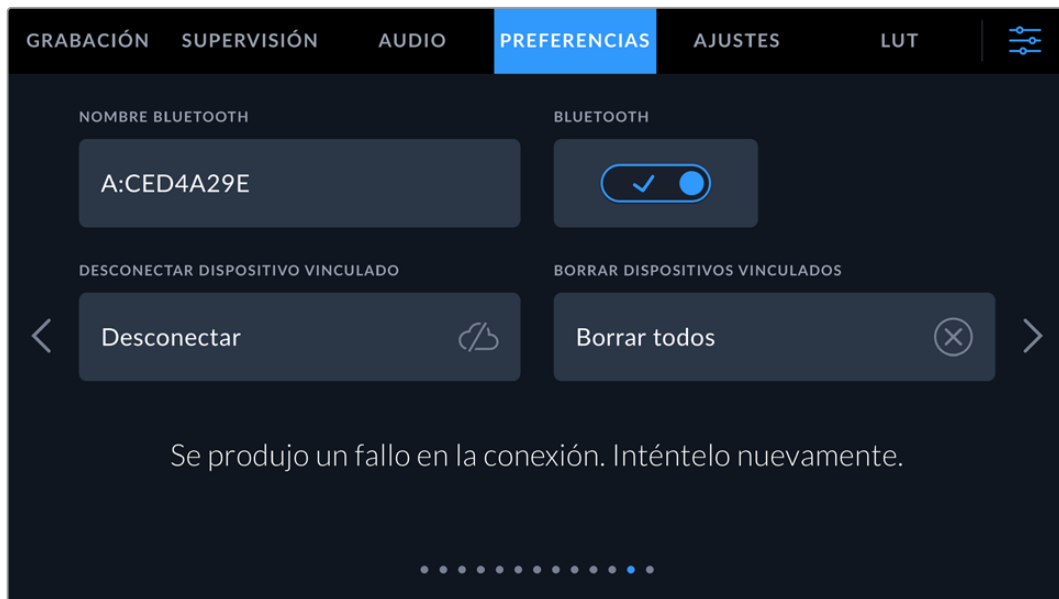 GRABACIÓN SUPERVISIÓN AUDIO PREFERENCIAS AJUSTES LUT
NOMBRE BLUETOOTH BLUETOOTH
A:CED4A29E
DESCONECTAR DISPOSITIVO VINCULADO BORRAR DISPOSITIVOS VINCULADOS
Desconectar Borrar todos
Se produjo un fallo en la conexión. Inténtelo nuevamente.